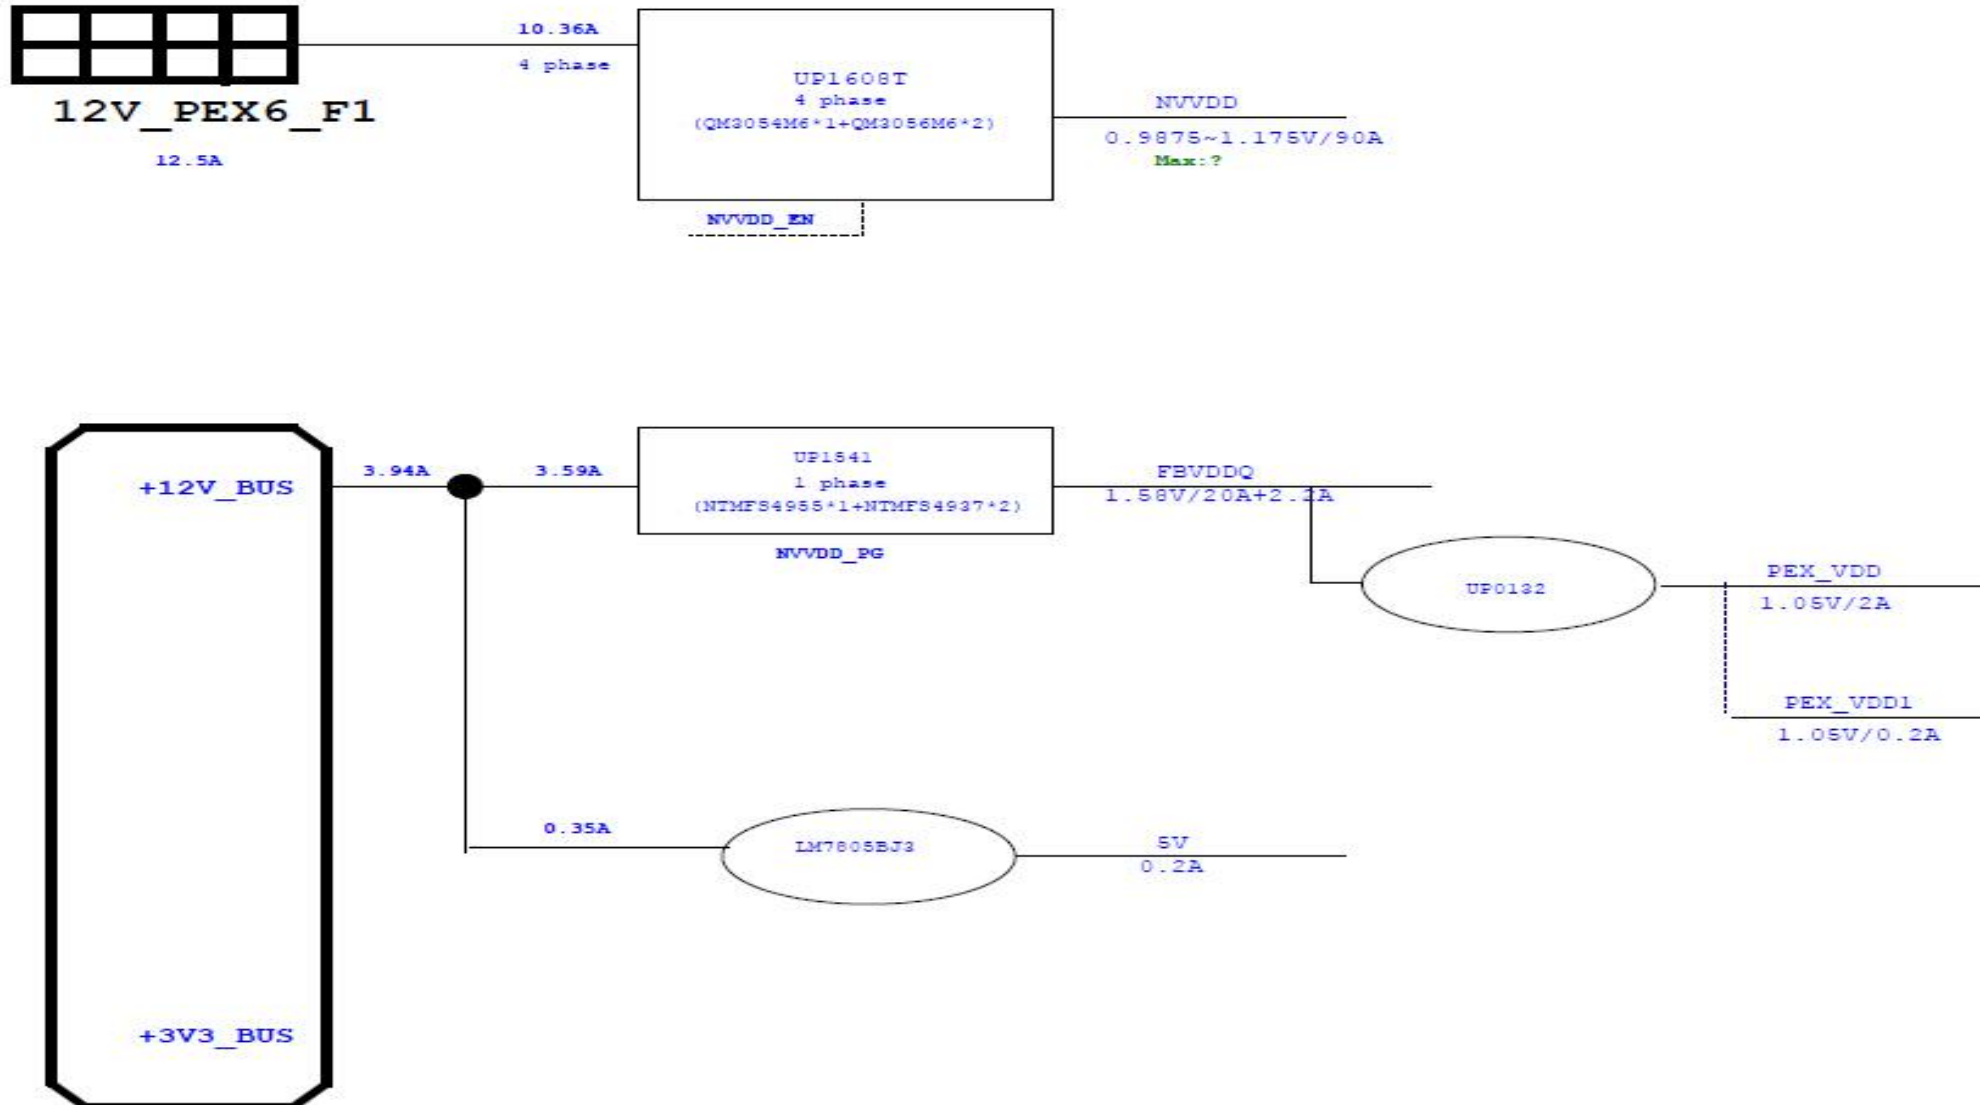 10.36A
4 phase
12V_PEX6_F1
12.5A
UP1608T
4 phase
(QM3054M6*1+QM3056M6*2)
NVVDD
0.9875~1.175V/90A
Max:?
NVVDD_EN
+12V_BUS
3.94A
3.59A
UP1541
1 phase
(NTMFS4955*1+NTMFS4937*2)
NVVDD_PG
FBVDDQ
1.58V/20A+2.2A
UP0132
PEX_VDD
1.05V/2A
PEX_VDD1
1.05V/0.2A
0.35A
LM7805BJ3
5V
0.2A
+3V3_BUS